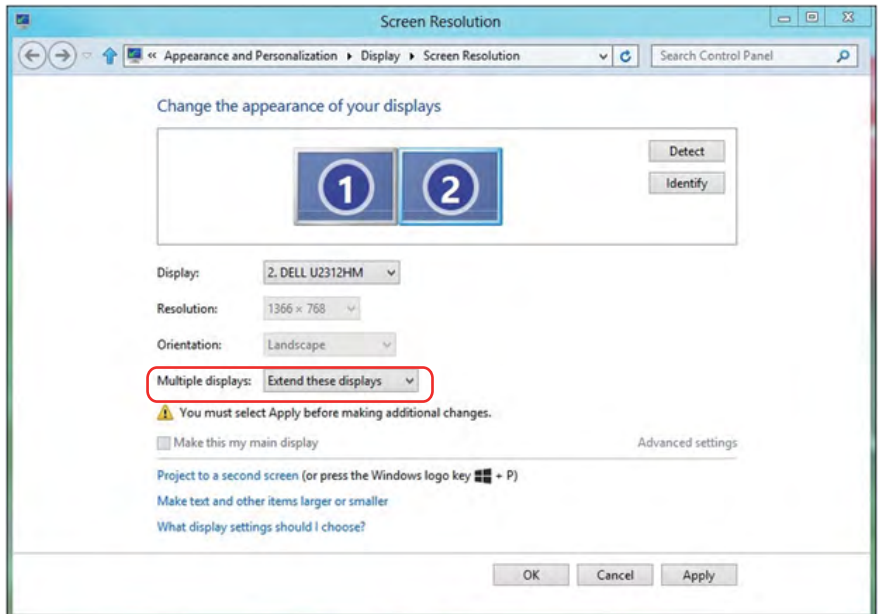 Screen Resolution
« Appearance and Personalization ▸ Display ▸ Screen Resolution
Search Control Panel
Change the appearance of your displays
1 2
Detect
Identify
Display: 2. DELL U2312HM
Resolution: 1366 × 768
Orientation: Landscape
Multiple displays: Extend these displays
You must select Apply before making additional changes.
Make this my main display Advanced settings
Project to a second screen (or press the Windows logo key + P)
Make text and other items larger or smaller
What display settings should I choose?
OK Cancel Apply